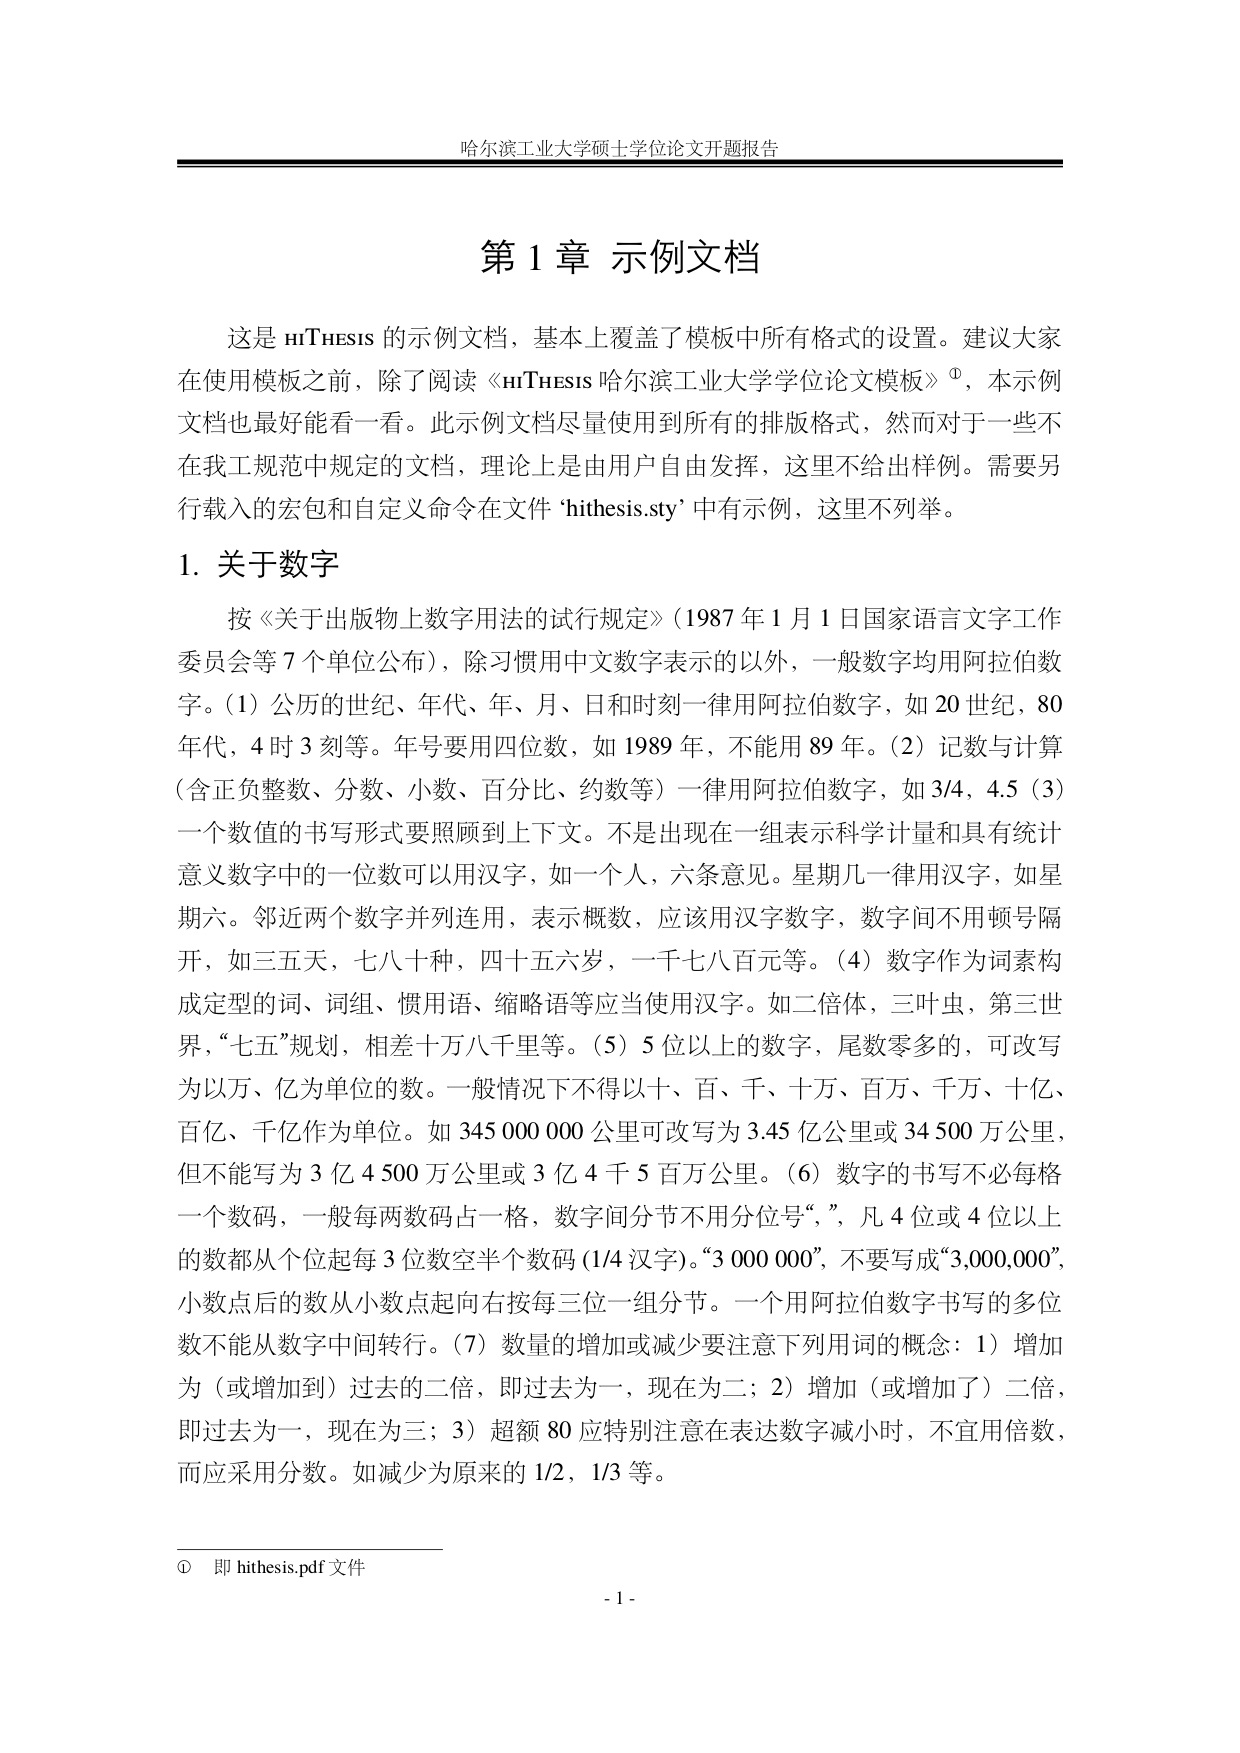 哈尔滨工业大学硕士学位论文开题报告
第 1 章 示例文档
这是 hiThesis 的示例文档，基本上覆盖了模板中所有格式的设置。建议大家
在使用模板之前，除了阅读《hiThesis 哈尔滨工业大学学位论文模板》①，本示例
文档也最好能看一看。此示例文档尽量使用到所有的排版格式，然而对于一些不
在我工规范中规定的文档，理论上是由用户自由发挥，这里不给出样例。需要另
行载入的宏包和自定义命令在文件 ‘hithesis.sty’ 中有示例，这里不列举。
1. 关于数字
按《关于出版物上数字用法的试行规定》（1987 年 1 月 1 日国家语言文字工作
委员会等 7 个单位公布），除习惯用中文数字表示的以外，一般数字均用阿拉伯数
字。（1）公历的世纪、年代、年、月、日和时刻一律用阿拉伯数字，如 20 世纪，80
年代，4 时 3 刻等。年号要用四位数，如 1989 年，不能用 89 年。（2）记数与计算
（含正负整数、分数、小数、百分比、约数等）一律用阿拉伯数字，如 3/4，4.5（3）
一个数值的书写形式要照顾到上下文。不是出现在一组表示科学计量和具有统计
意义数字中的一位数可以用汉字，如一个人，六条意见。星期几一律用汉字，如星
期六。邻近两个数字并列连用，表示概数，应该用汉字数字，数字间不用顿号隔
开，如三五天，七八十种，四十五六岁，一千七八百元等。（4）数字作为词素构
成定型的词、词组、惯用语、缩略语等应当使用汉字。如二倍体，三叶虫，第三世
界，“七五”规划，相差十万八千里等。（5）5 位以上的数字，尾数零多的，可改写
为以万、亿为单位的数。一般情况下不得以十、百、千、十万、百万、千万、十亿、
百亿、千亿作为单位。如 345 000 000 公里可改写为 3.45 亿公里或 34 500 万公里，
但不能写为 3 亿 4 500 万公里或 3 亿 4 千 5 百万公里。（6）数字的书写不必每格
一个数码，一般每两数码占一格，数字间分节不用分位号“，”，凡 4 位或 4 位以上
的数都从个位起每 3 位数空半个数码 (1/4 汉字)。“3 000 000”，不要写成“3,000,000”，
小数点后的数从小数点起向右按每三位一组分节。一个用阿拉伯数字书写的多位
数不能从数字中间转行。（7）数量的增加或减少要注意下列用词的概念：1）增加
为（或增加到）过去的二倍，即过去为一，现在为二；2）增加（或增加了）二倍，
即过去为一，现在为三；3）超额 80 应特别注意在表达数字减小时，不宜用倍数，
而应采用分数。如减少为原来的 1/2，1/3 等。
① 即 hithesis.pdf 文件
- 1 -